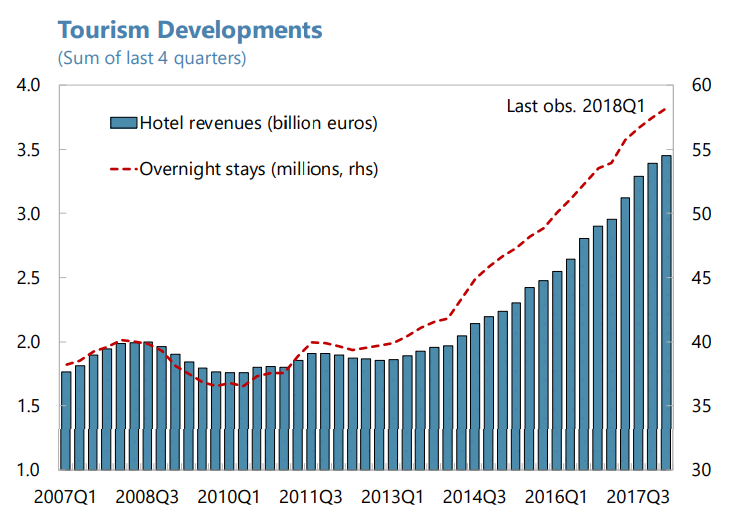 Tourism Developments
(Sum of last 4 quarters)
4.0
60
Last obs. 2018Q1
Hotel revenues (billion euros)
3.5
55
Overnight stays (millions, rhs)
3.0
50
2.5
45
2.0
40
1.5
35
1.0
30
2007Q1 2008Q3 2010Q1 2011Q3 2013Q1 2014Q3 2016Q1 2017Q3